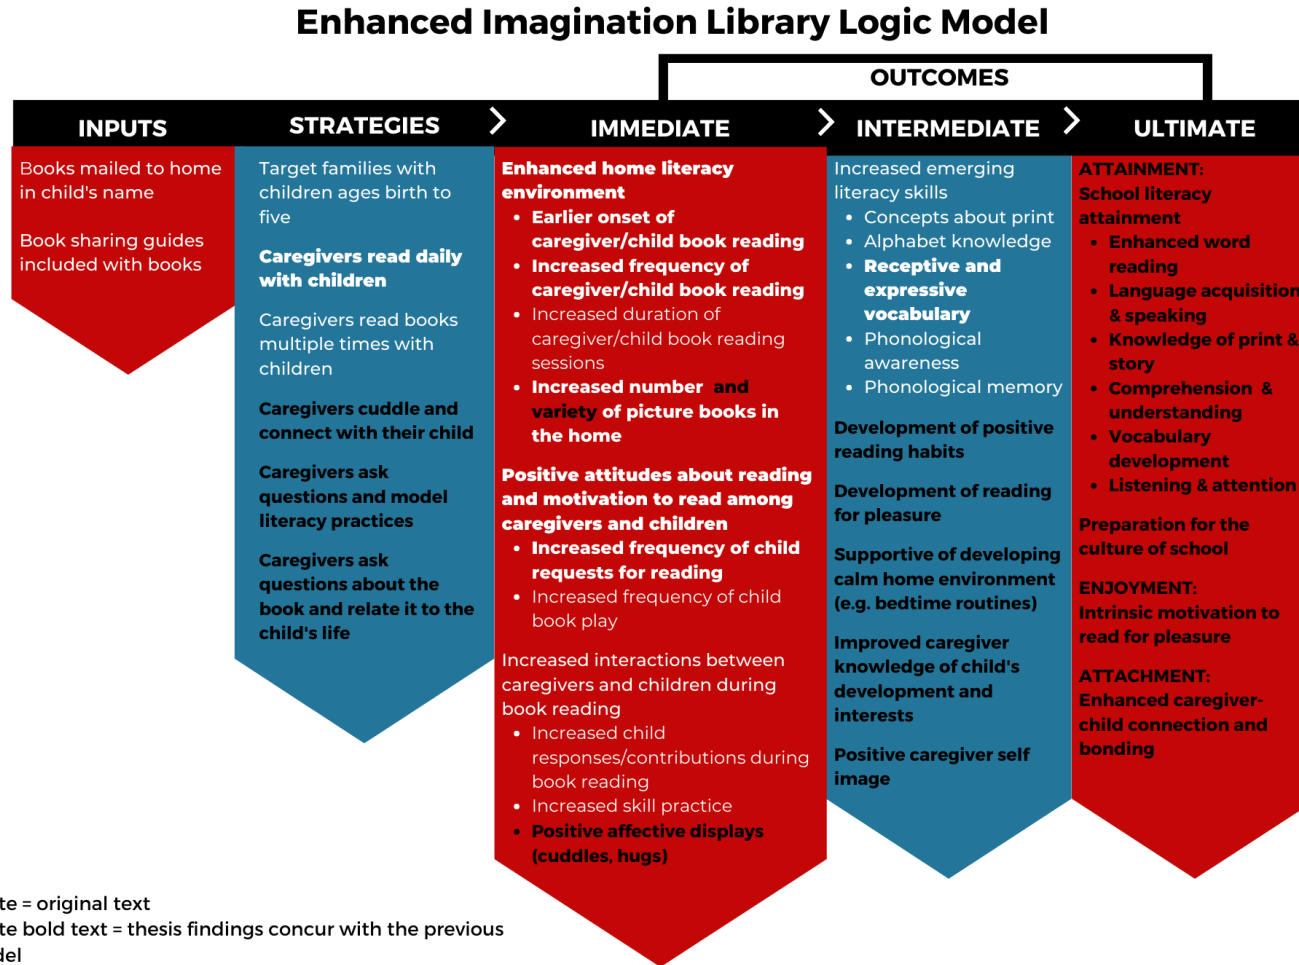 Enhanced Imagination Library Logic Model
OUTCOMES
INPUTS
STRATEGIES
IMMEDIATE
INTERMEDIATE
ULTIMATE
Books mailed to home
in child's name
Book sharing guides
included with books
Target families with
children ages birth to
five
Caregivers read daily
with children
Caregivers read books
multiple times with
children
Caregivers cuddle and
connect with their child
Caregivers ask
questions and model
literacy practices
Caregivers ask
questions about the
book and relate it to the
child's life
Enhanced home literacy
environment
• Earlier onset of
caregiver/child book reading
• Increased frequency of
caregiver/child book reading
• Increased duration of
caregiver/child book reading
sessions
• Increased number and
variety of picture books in
the home
Positive attitudes about reading
and motivation to read among
caregivers and children
• Increased frequency of child
requests for reading
• Increased frequency of child
book play
Increased interactions between
caregivers and children during
book reading
• Increased child
responses/contributions during
book reading
• Increased skill practice
• Positive affective displays
(cuddles, hugs)
Increased emerging
literacy skills
• Concepts about print
• Alphabet knowledge
• Receptive and
expressive
vocabulary
• Phonological
awareness
• Phonological memory
Development of positive
reading habits
Development of reading
for pleasure
Supportive of developing
calm home environment
(e.g. bedtime routines)
Improved caregiver
knowledge of child's
development and
interests
Positive caregiver self
image
ATTAINMENT:
School literacy
attainment
• Enhanced word
reading
• Language acquisition
& speaking
• Knowledge of print &
story
• Comprehension &
understanding
• Vocabulary
development
• Listening & attention
Preparation for the
culture of school
ENJOYMENT:
Intrinsic motivation to
read for pleasure
ATTACHMENT:
Enhanced caregiver-
child connection and
bonding
= original text
bold text = thesis findings concur with the previous